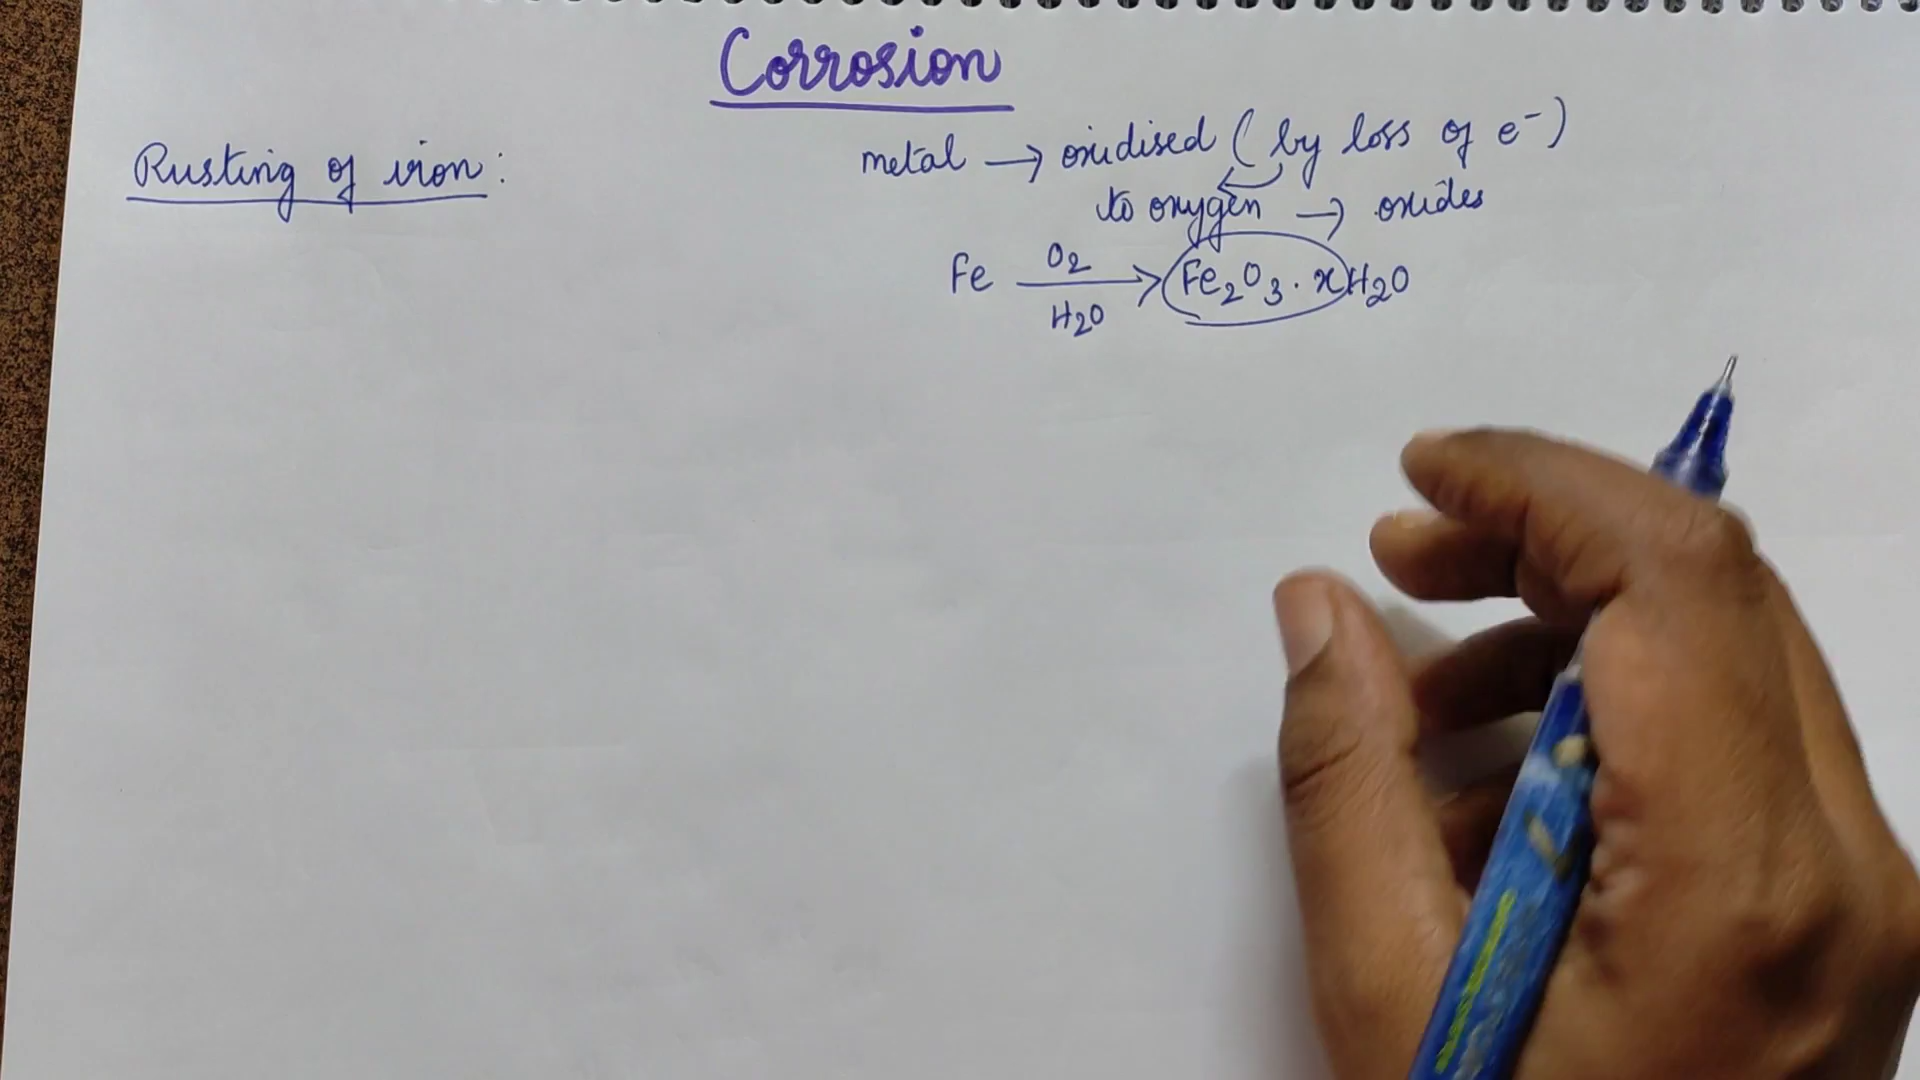 Corrosion
Rusting of iron:
metal → oxidised (by loss of e⁻)
to oxygen → oxides
Fe O₂ / H₂O → Fe₂O₃·xH₂O